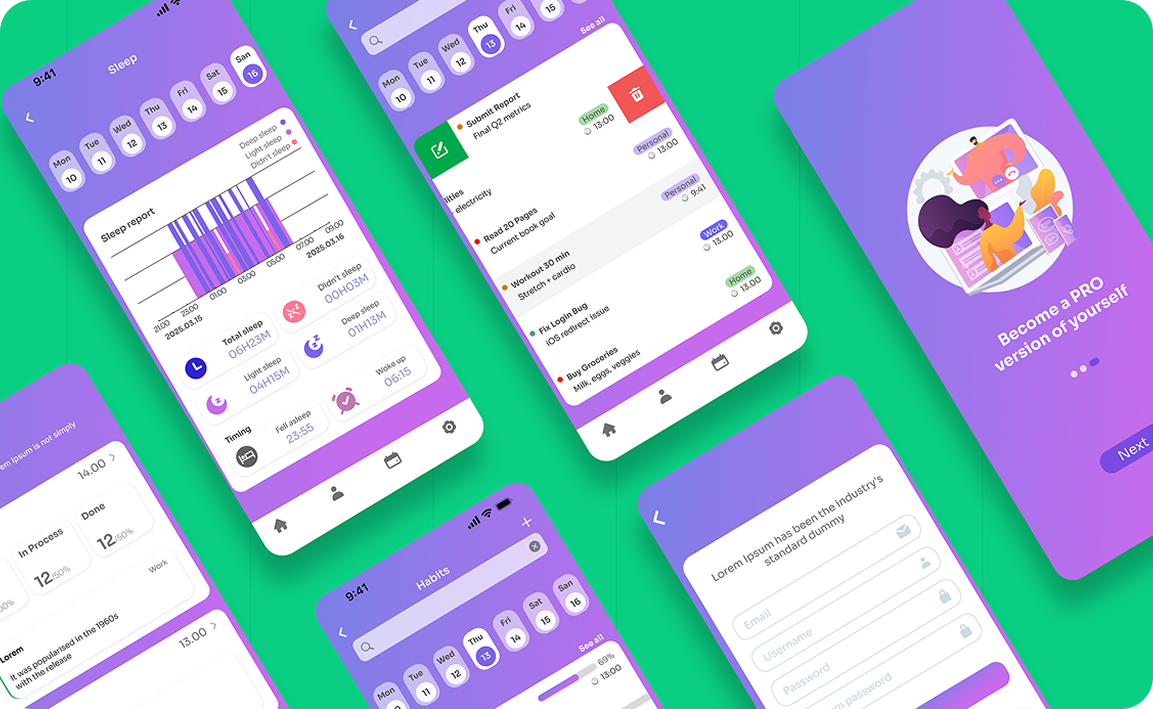 9:41
Sleep
Mon
10
Tue
11
Wed
12
Thu
13
Fri
14
Sat
15
San
16
Sleep report
Deep sleep
Light sleep
Didn't sleep
21.00
23.00
01.00
03.00
05.00
07.00
09.00
2025.03.15
2025.03.16
Total sleep
06H23M
Didn't sleep
00H03M
Light sleep
04H15M
Deep sleep
01H13M
Timing
Fell asleep
23:55
Woke up
06:15
Mon
10
Tue
11
Wed
12
Thu
13
Fri
14
15
See all
Submit Report
Final Q2 metrics
Home
13:00
electricity
Personal
13:00
Read 20 Pages
Current book goal
Personal
9:41
Workout 30 min
Stretch + cardio
Work
13:00
Fix Login Bug
iOS redirect issue
Home
13:00
Buy Groceries
Milk, eggs, veggies
Become a PRO
version of yourself
Next
Ipsum is not simply
14.00
In Process
12/50%
Done
12/50%
Work
Lorem
It was popularised in the 1960s
with the release
13.00
9:41
Habits
Mon
Tue
11
Wed
12
Thu
13
Fri
14
Sat
15
San
16
See all
69%
13:00
Lorem Ipsum has been the industry's
standard dummy
Email
Username
Password
password